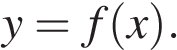 y = f(x).